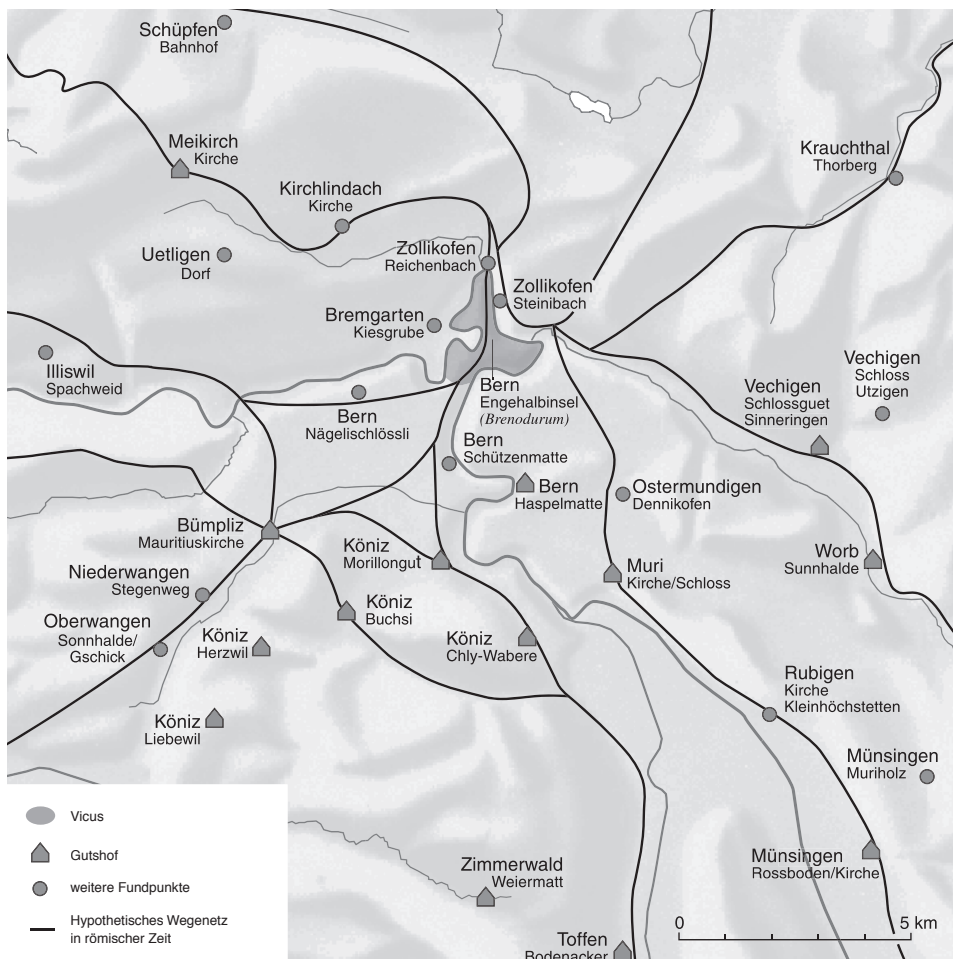 Schüpfen
Bahnhof
Meikirch
Kirche
Krauchthal
Thorberg
Kirchlindach
Kirche
Uetligen
Dorf
Zollikofen
Reichenbach
Zollikofen
Steinibach
Bremgarten
Kiesgrube
Illiswil
Spachweid
Vechigen
Schloss
Utzigen
Vechigen
Schlossguet
Sinneringen
Bern
Engehalbinsel
(Brenodurum)
Bern
Nägelischlössli
Bern
Schützenmatte
Bern
Haspelmatte
Ostermundigen
Dennikofen
Bümpliz
Mauritiuskirche
Köniz
Morillongut
Worb
Sunnhalde
Muri
Kirche/Schloss
Niederwangen
Stegenweg
Köniz
Buchsi
Oberwangen
Sonnhalde/
Gschick
Köniz
Herzwil
Köniz
Chly-Wabere
Rubigen
Kirche
Kleinhöchstetten
Köniz
Liebewil
Münsingen
Muriholz
Münsingen
Rossboden/Kirche
Zimmerwald
Weiermatt
Toffen
Bodenacker
Vicus
Gutshof
weitere Fundpunkte
Hypothetisches Wegenetz
in römischer Zeit
0 5 km